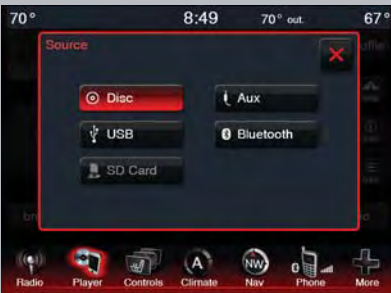 70° 8:49 70° out. 67°
Source
Disc
Aux
USB
Bluetooth
SD Card
A
NW
Radio Player Controls Climate Nav Phone More